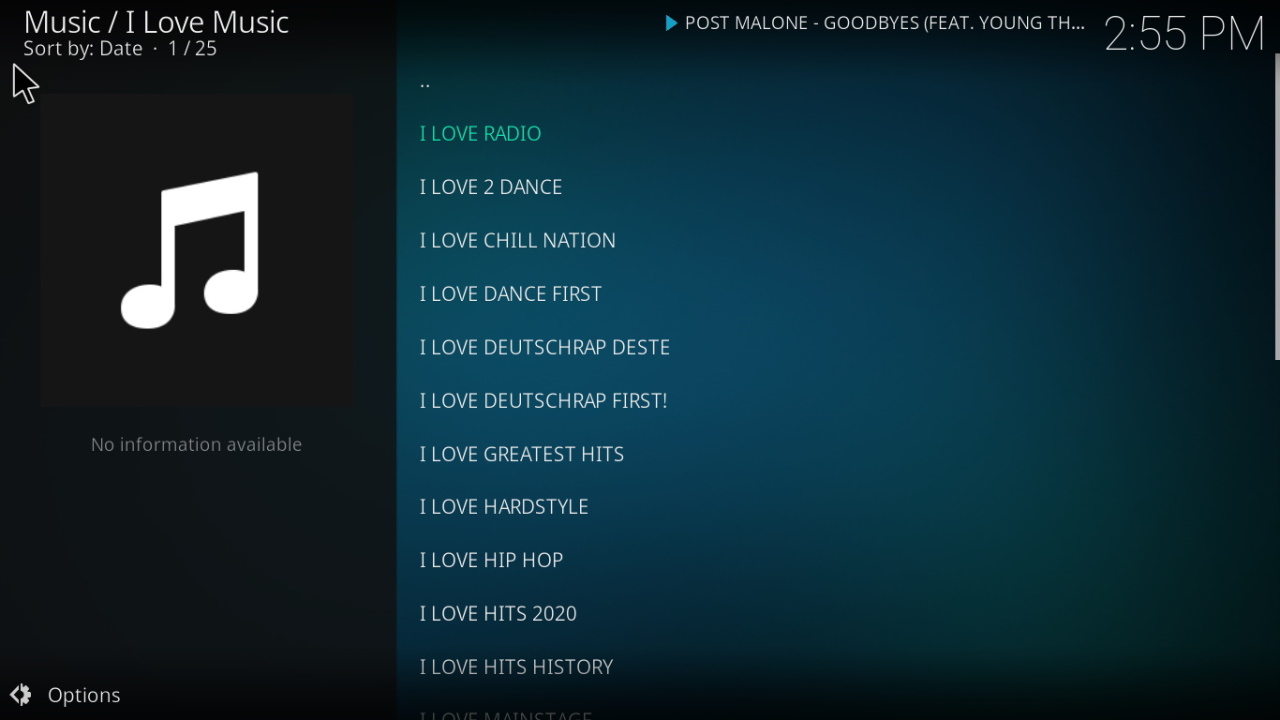 Music / I Love Music
Sort by: Date · 1 / 25
POST MALONE - GOODBYES (FEAT. YOUNG TH...
2:55 PM
..
I LOVE RADIO
I LOVE 2 DANCE
I LOVE CHILL NATION
I LOVE DANCE FIRST
I LOVE DEUTSCHRAP DESTE
I LOVE DEUTSCHRAP FIRST!
I LOVE GREATEST HITS
I LOVE HARDSTYLE
I LOVE HIP HOP
I LOVE HITS 2020
I LOVE HITS HISTORY
I LOVE MAINSTAGE
No information available
Options